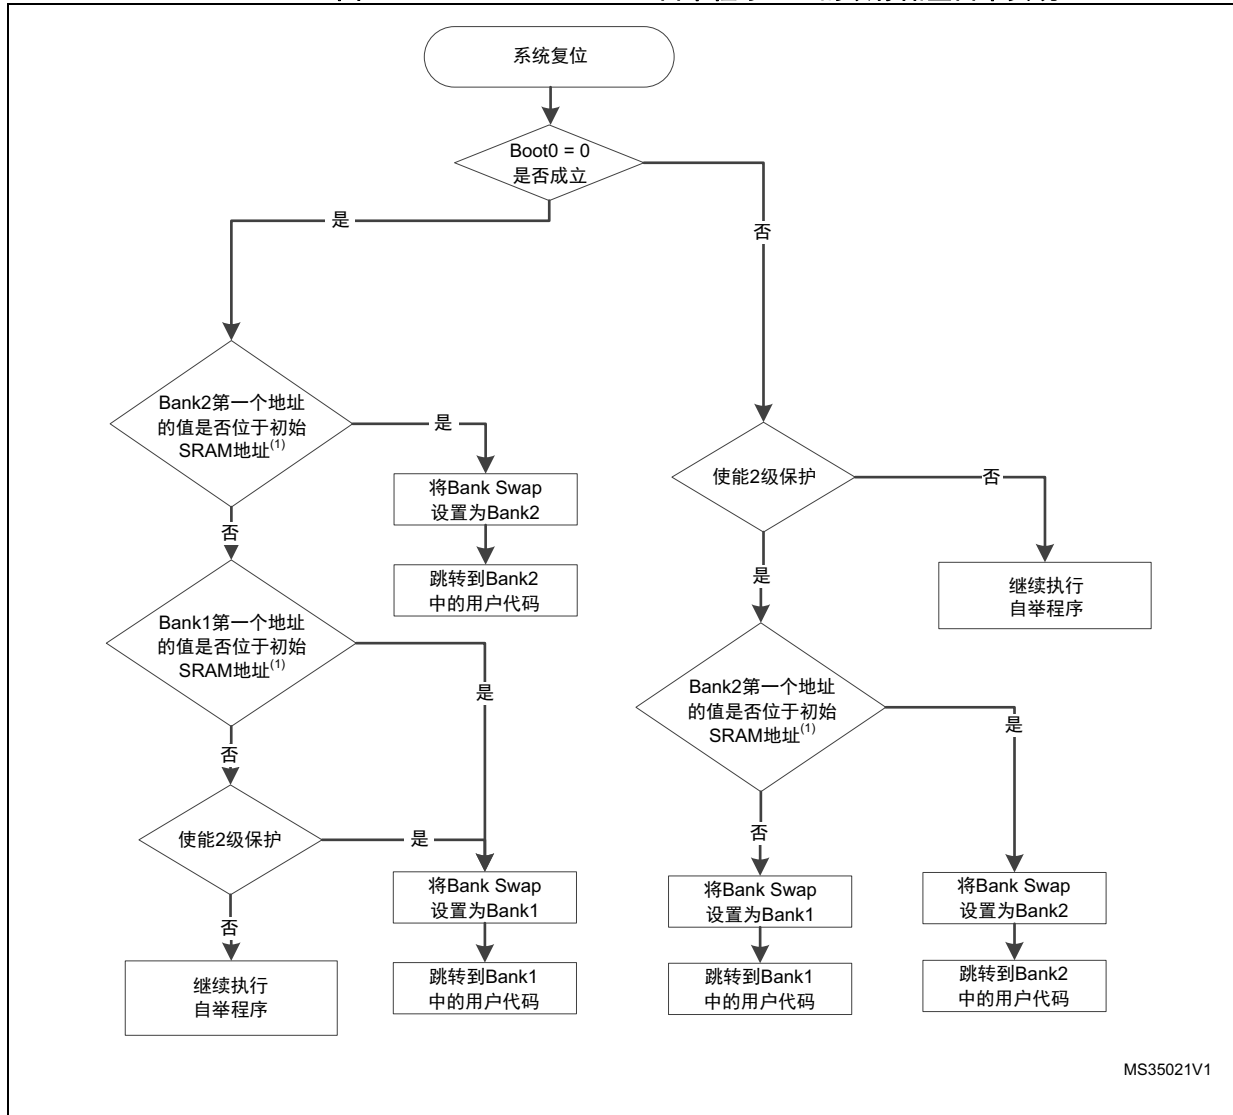 系统复位
Boot0 = 0
是否成立
是
否
Bank2第一个地址
的值是否位于初始
SRAM地址(1)
是
将Bank Swap
设置为Bank2
跳转到Bank2
中的用户代码
否
Bank1第一个地址
的值是否位于初始
SRAM地址(1)
是
否
使能2级保护
是
将Bank Swap
设置为Bank1
跳转到Bank1
中的用户代码
否
继续执行
自举程序
使能2级保护
否
继续执行
自举程序
是
Bank2第一个地址
的值是否位于初始
SRAM地址(1)
是
否
将Bank Swap
设置为Bank1
跳转到Bank1
中的用户代码
将Bank Swap
设置为Bank2
跳转到Bank2
中的用户代码
MS35021V1